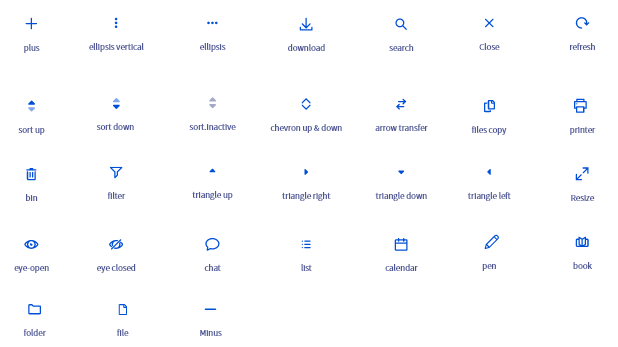 plus
ellipsis vertical
ellipsis
download
search
Close
refresh
sort up
sort down
sort.inactive
chevron up & down
arrow transfer
files copy
printer
bin
filter
triangle up
triangle right
triangle down
triangle left
Resize
eye-open
eye closed
chat
list
calendar
pen
book
folder
file
Minus